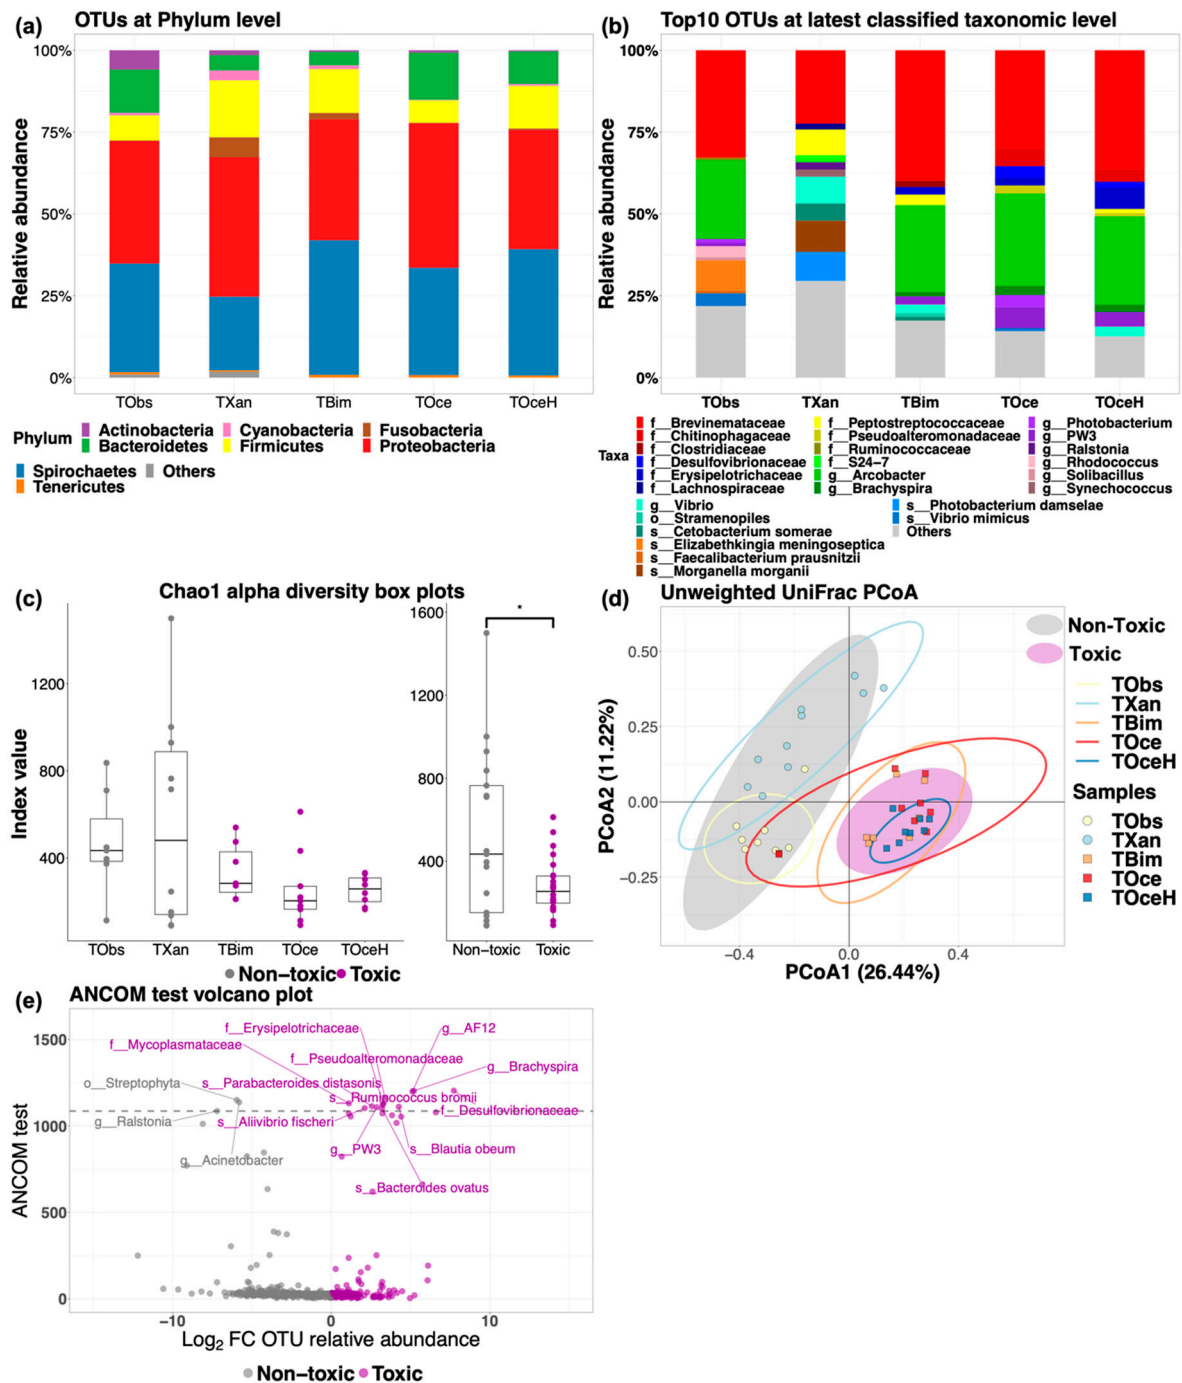 (a) OTUs at Phylum level
Relative abundance
100%
75%
50%
25%
0%
TObs TXan TBim TOce TOceH
Phylum
Actinobacteria Cyanobacteria Fusobacteria
Bacteroidetes Firmicutes Proteobacteria
Spirochaetes Others
Tenericutes
(b) Top10 OTUs at latest classified taxonomic level
Relative abundance
100%
75%
50%
25%
0%
TObs TXan TBim TOce TOceH
Taxa
f__Brevinemataceae f__Peptostreptococcaceae g__Photobacterium
f__Chitinophagaceae f__Pseudoalteromonadaceae g__PW3
f__Clostridiaceae f__Ruminococcaceae g__Ralstonia
f__Desulfovibrionaceae f__S24-7 g__Rhodococcus
f__Erysipelotrichaceae g__Arcobacter g__Solibacillus
f__Lachnospiraceae g__Brachyspira g__Synechococcus
g__Vibrio s__Photobacterium damselae
o__Stramenopiles s__Vibrio mimicus
s__Cetobacterium somerae Others
s__Elizabethkingia meningoseptica
s__Faecalibacterium prausnitzii
s__Morganella morganii
(c) Chao1 alpha diversity box plots
Index value
1200
800
400
TObs TXan TBim TOce TOceH
1600
1200
800
400
*
Non-toxic Toxic
Non-toxic Toxic
(d) Unweighted UniFrac PCoA
PCoA2 (11.22%)
0.50
0.25
0.00
-0.25
-0.4 0.0 0.4
PCoA1 (26.44%)
Non-Toxic
Toxic
TObs
TXan
TBim
TOce
TOceH
Samples
TObs
TXan
TBim
TOce
TOceH
(e) ANCOM test volcano plot
ANCOM test
1500
1000
500
0
f__Erysipelotrichaceae g__AF12
f__Mycoplasmataceae
f__Pseudoalteromonadaceae
g__Brachyspira
o__Streptophyta s__Parabacteroides distasonis
s__Ruminococcus bromii
f__Desulfovibrionaceae
g__Ralstonia s__Aliivibrio fischeri
g__PW3 s__Blautia obeum
g__Acinetobacter
s__Bacteroides ovatus
-10 0 10
Log2 FC OTU relative abundance
Non-toxic Toxic